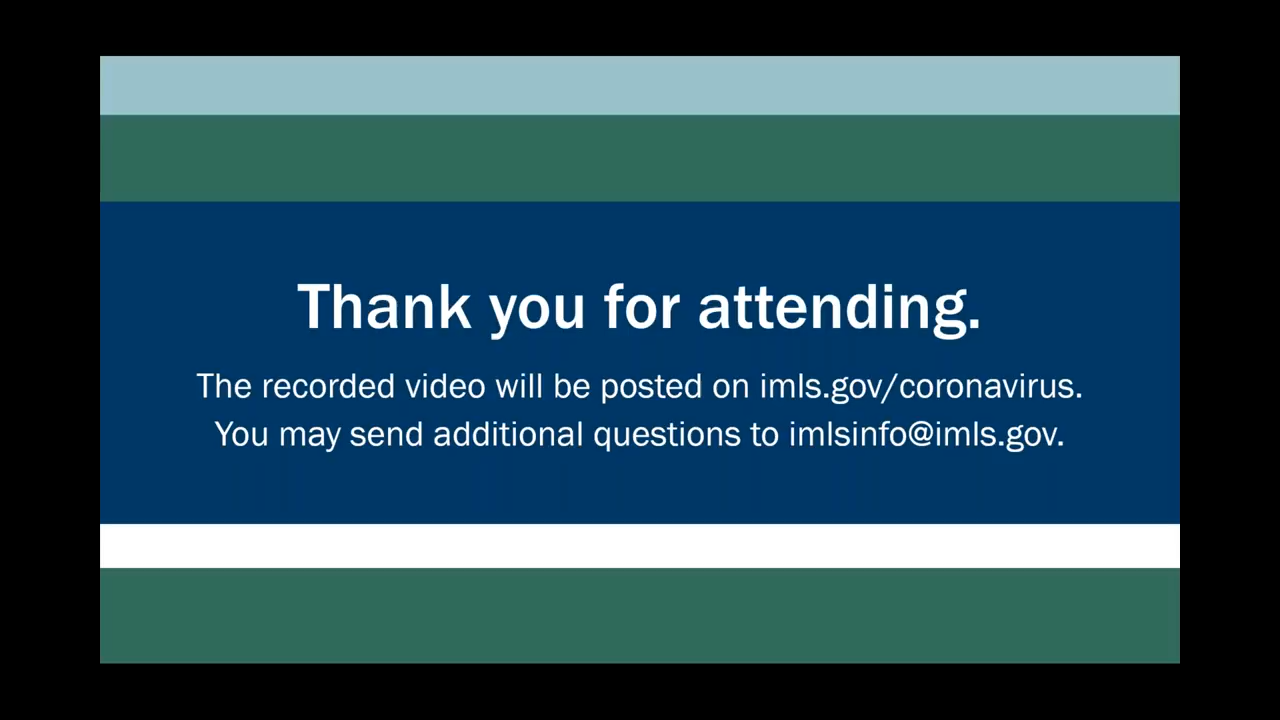 Thank you for attending.
The recorded video will be posted on imls.gov/coronavirus.
You may send additional questions to imlsinfo@imls.gov.